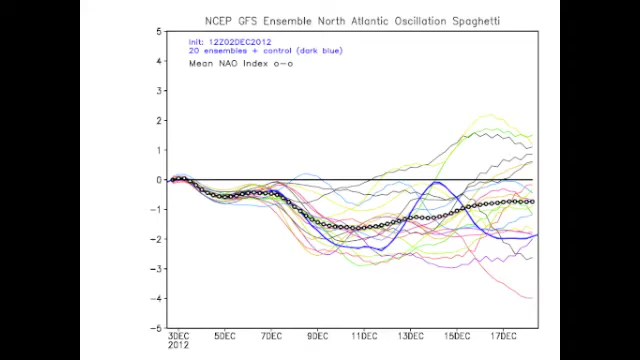 NCEP GFS Ensemble North Atlantic Oscillation Spaghetti
Init: 12Z02DEC2012
20 ensembles + control (dark blue)
Mean NAO Index o-o
5
4
3
2
1
0
-1
-2
-3
-4
-5
30DEC 5DEC 7DEC 9DEC 11DEC 13DEC 15DEC 17DEC
2012